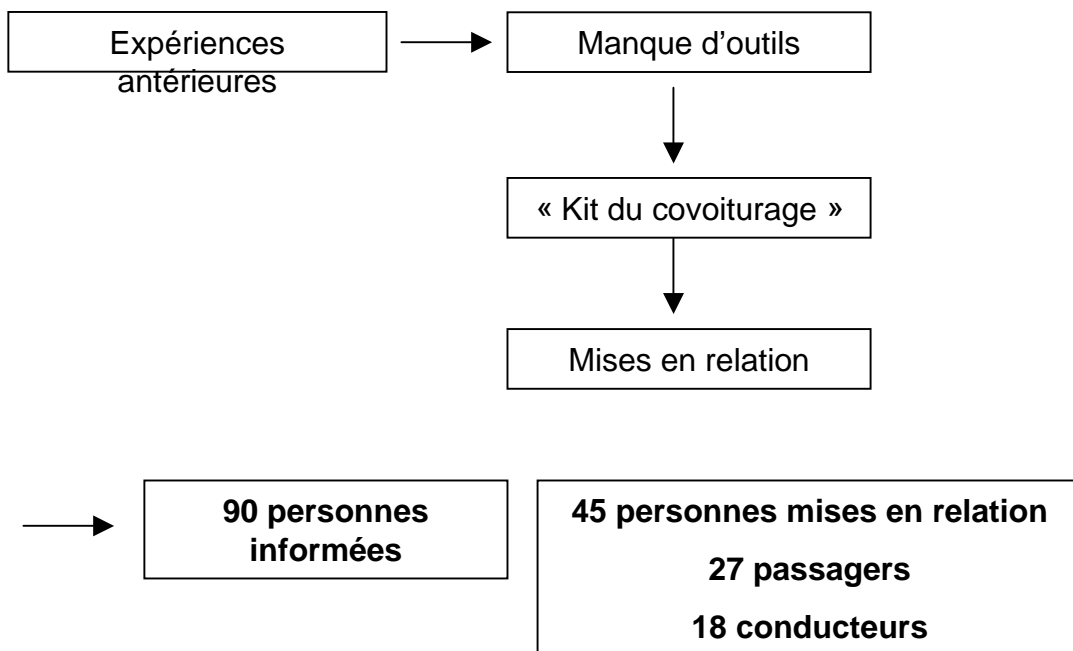 Expériences
antérieures
Manque d’outils
« Kit du covoiturage »
Mises en relation
90 personnes
informées
45 personnes mises en relation
27 passagers
18 conducteurs